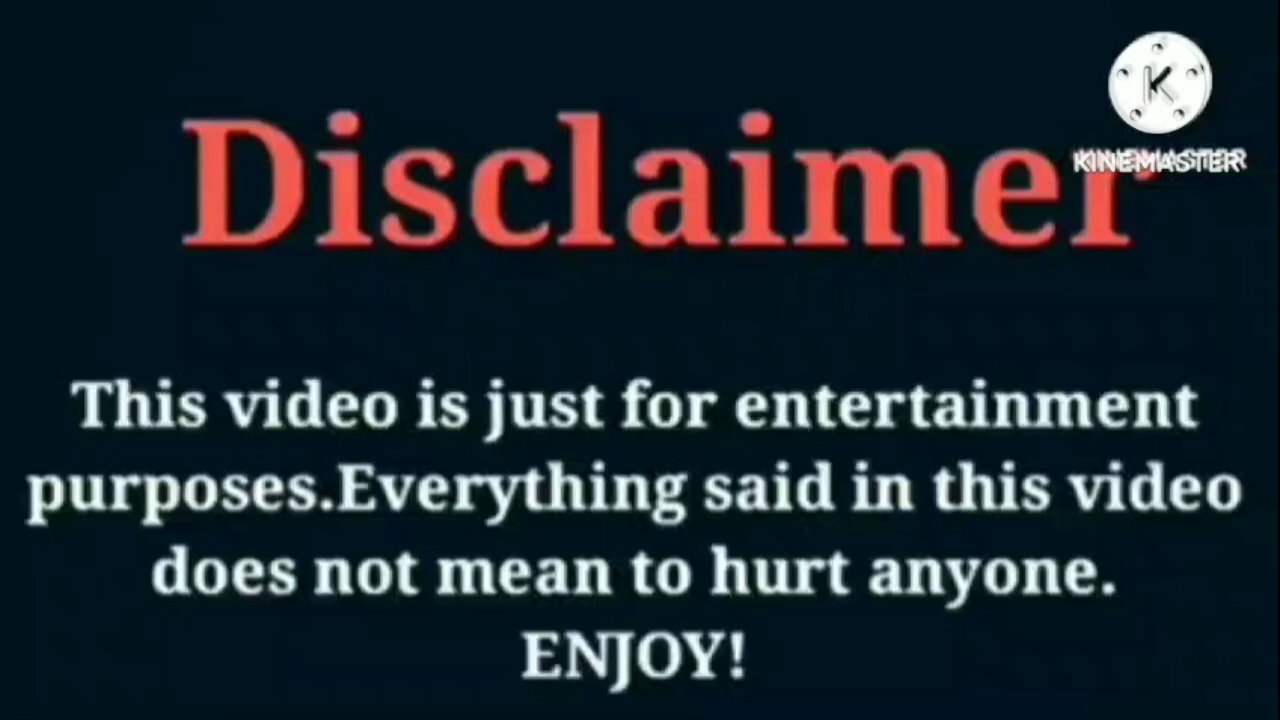 K
KINEMASTER
Disclaimer
This video is just for entertainment
purposes.Everything said in this video
does not mean to hurt anyone.
ENJOY!